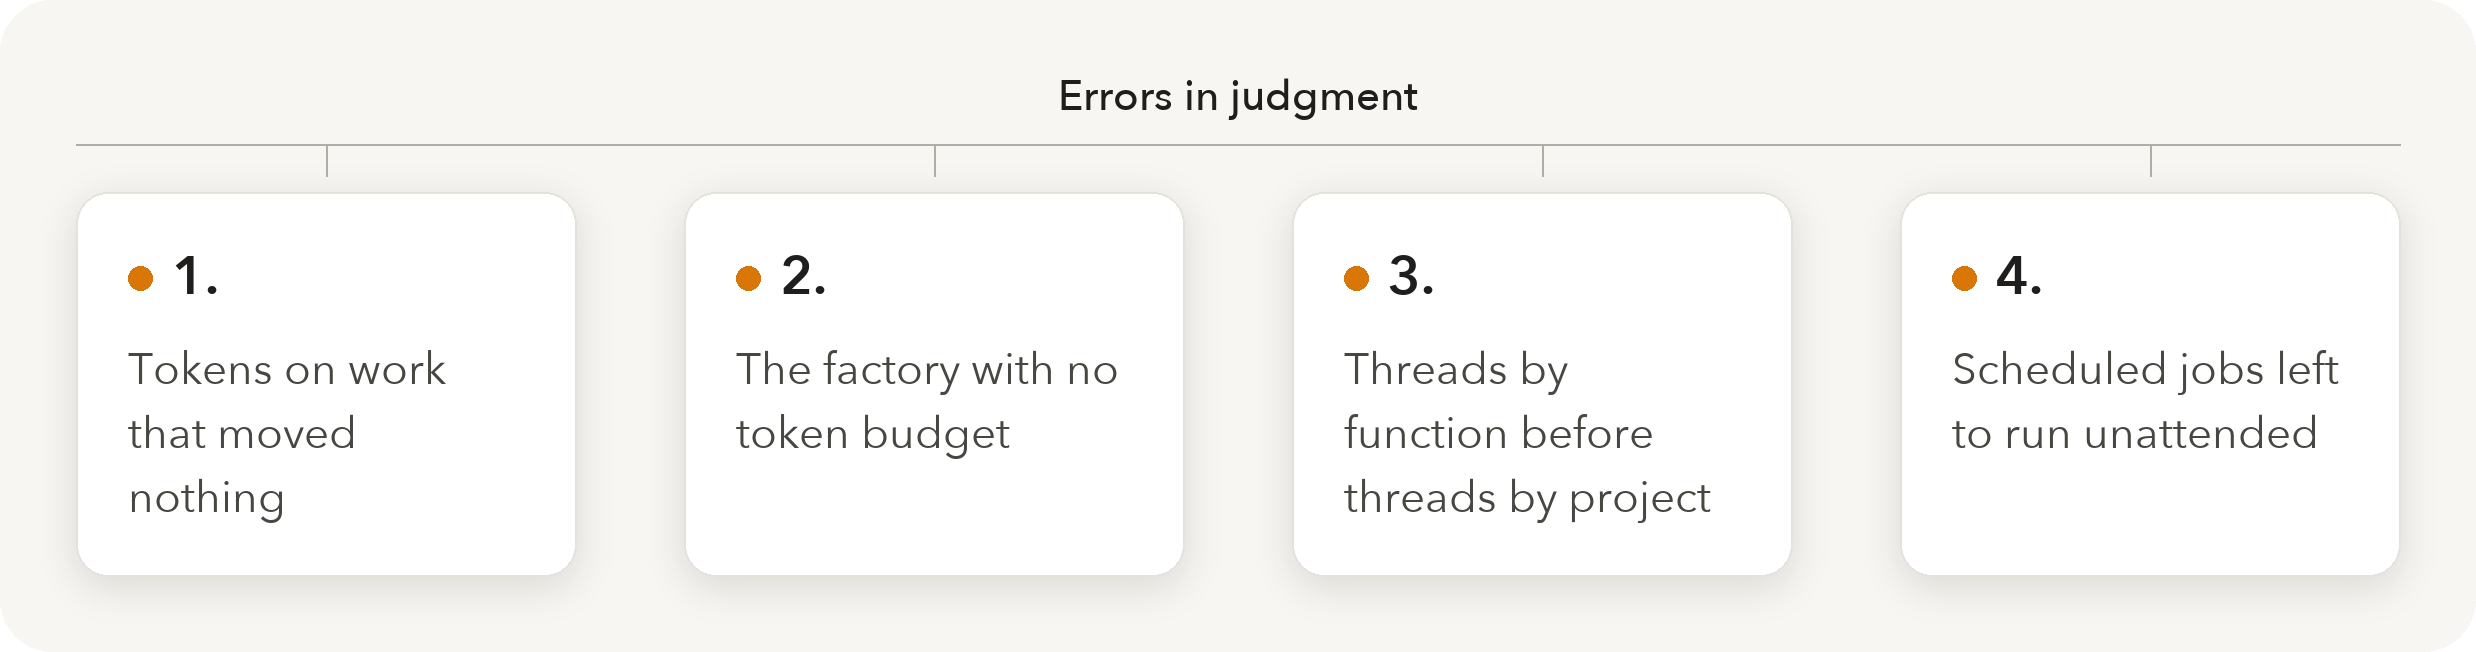 Errors in judgment
1.
Tokens on work
that moved
nothing
2.
The factory with no
token budget
3.
Threads by
function before
threads by project
4.
Scheduled jobs left
to run unattended